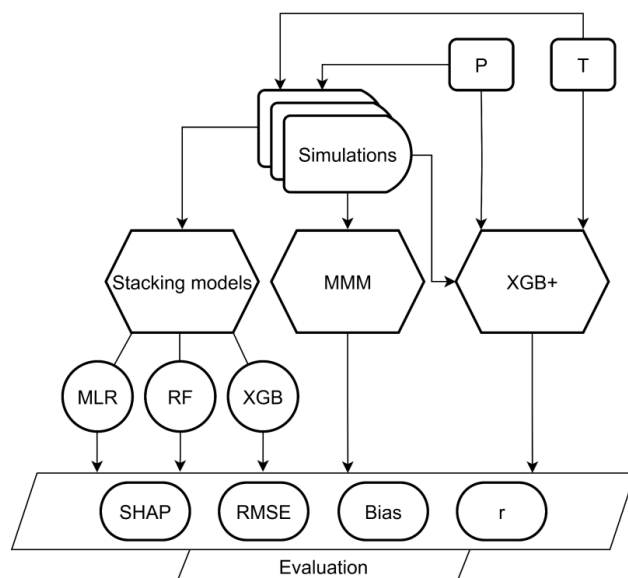 P
T
Simulations
Stacking models
MMM
XGB+
MLR
RF
XGB
SHAP
RMSE
Bias
r
Evaluation